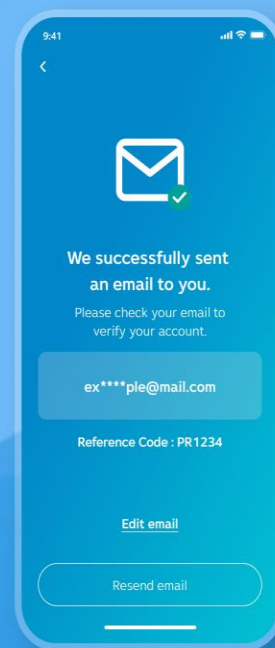 9:41
We successfully sent
an email to you.
Please check your email to
verify your account.
ex****ple@mail.com
Reference Code : PR1234
Edit email
Resend email